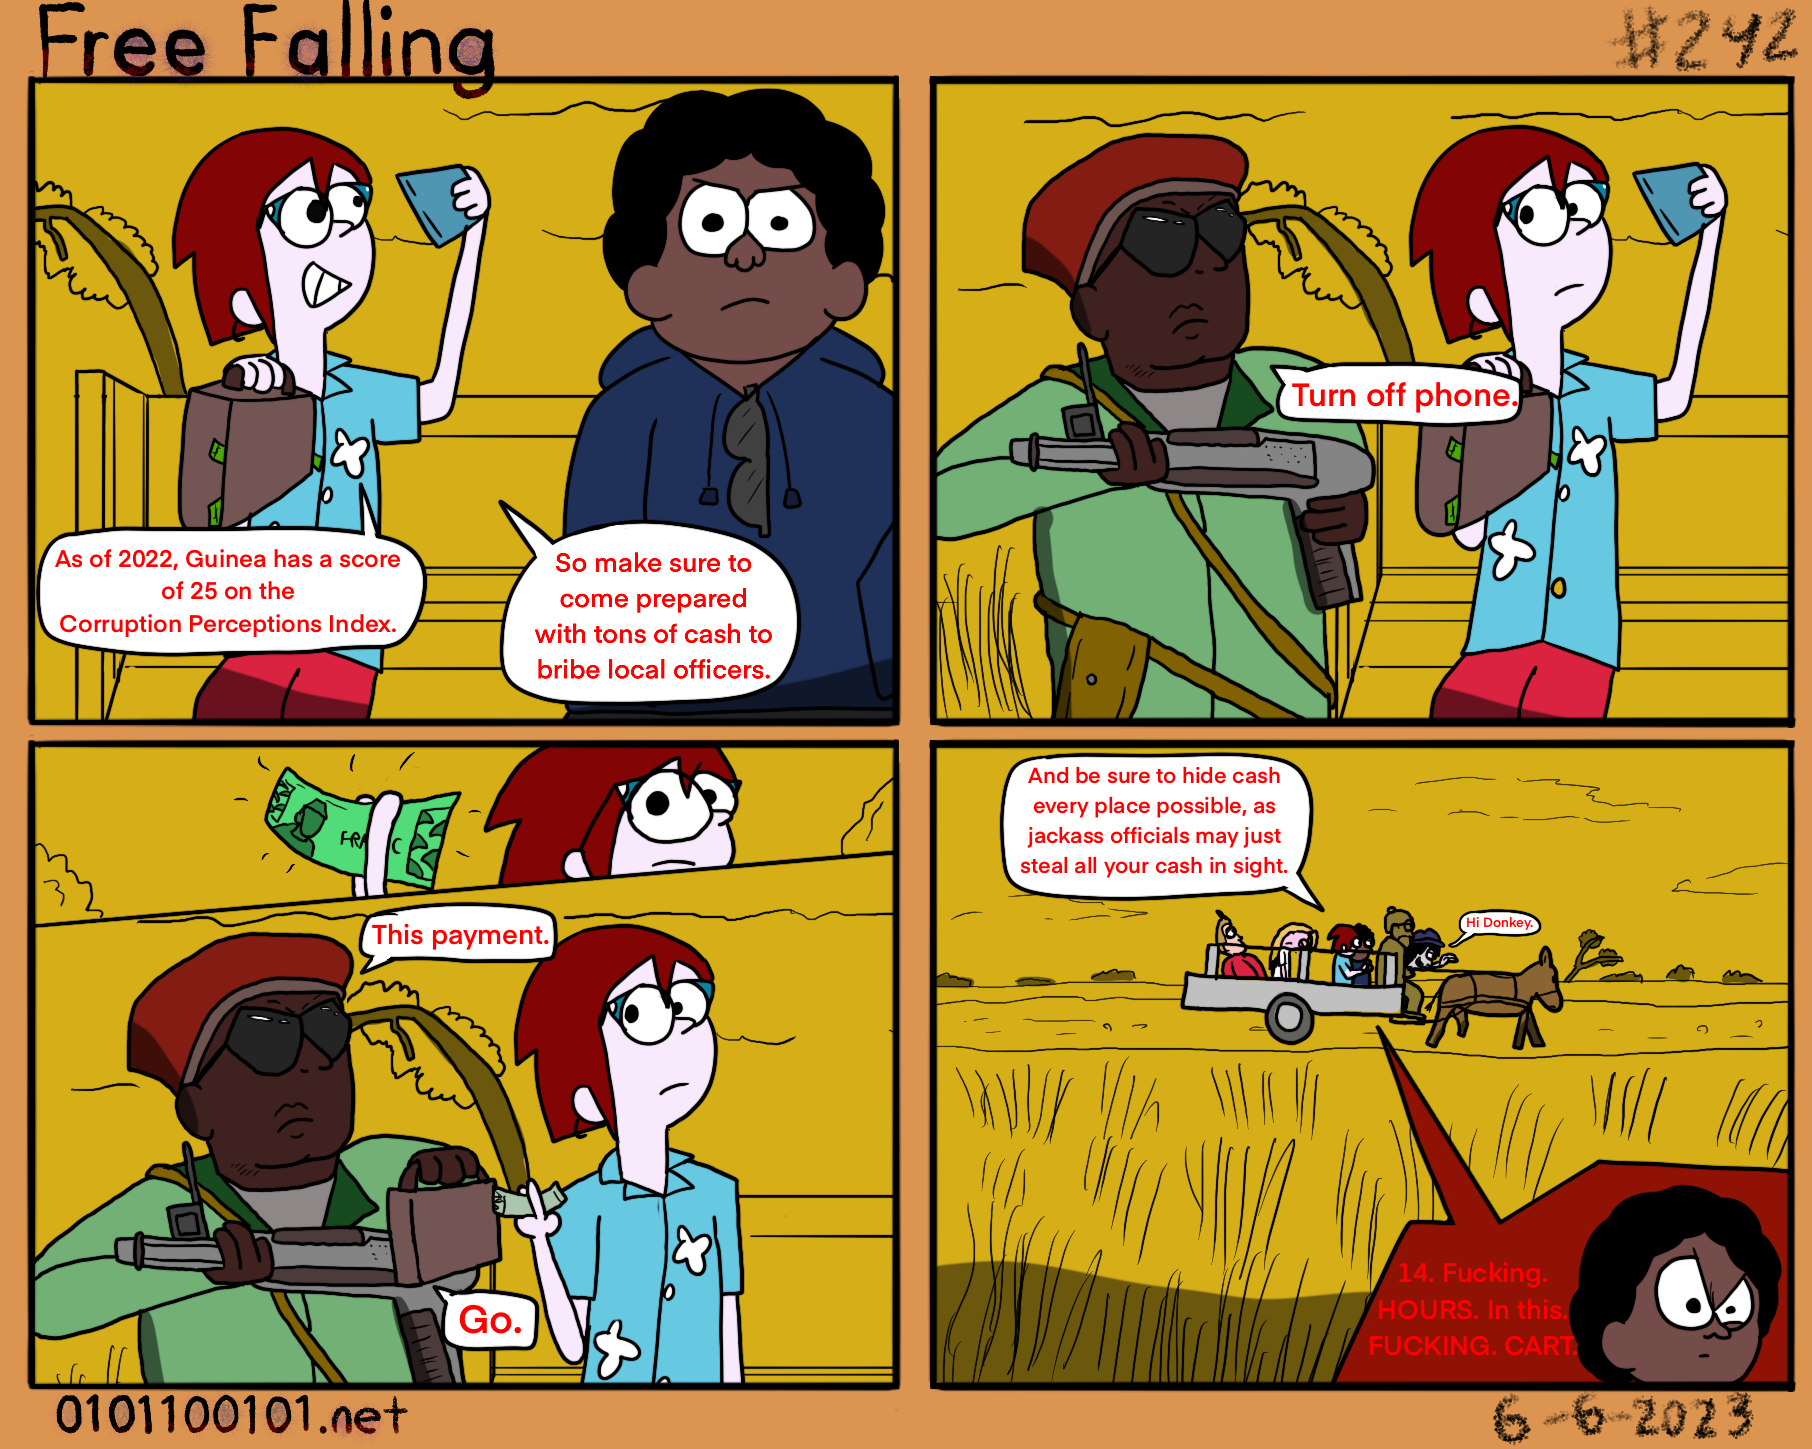 Free Falling
#242
As of 2022, Guinea has a score
of 25 on the
Corruption Perceptions Index.
So make sure to
come prepared
with tons of cash to
bribe local officers.
Turn off phone.
FRA C
This payment.
Go.
And be sure to hide cash
every place possible, as
jackass officials may just
steal all your cash in sight.
Hi Donkey.
14. Fucking.
HOURS. In this.
FUCKING. CART.
0101100101.net
6-6-2023